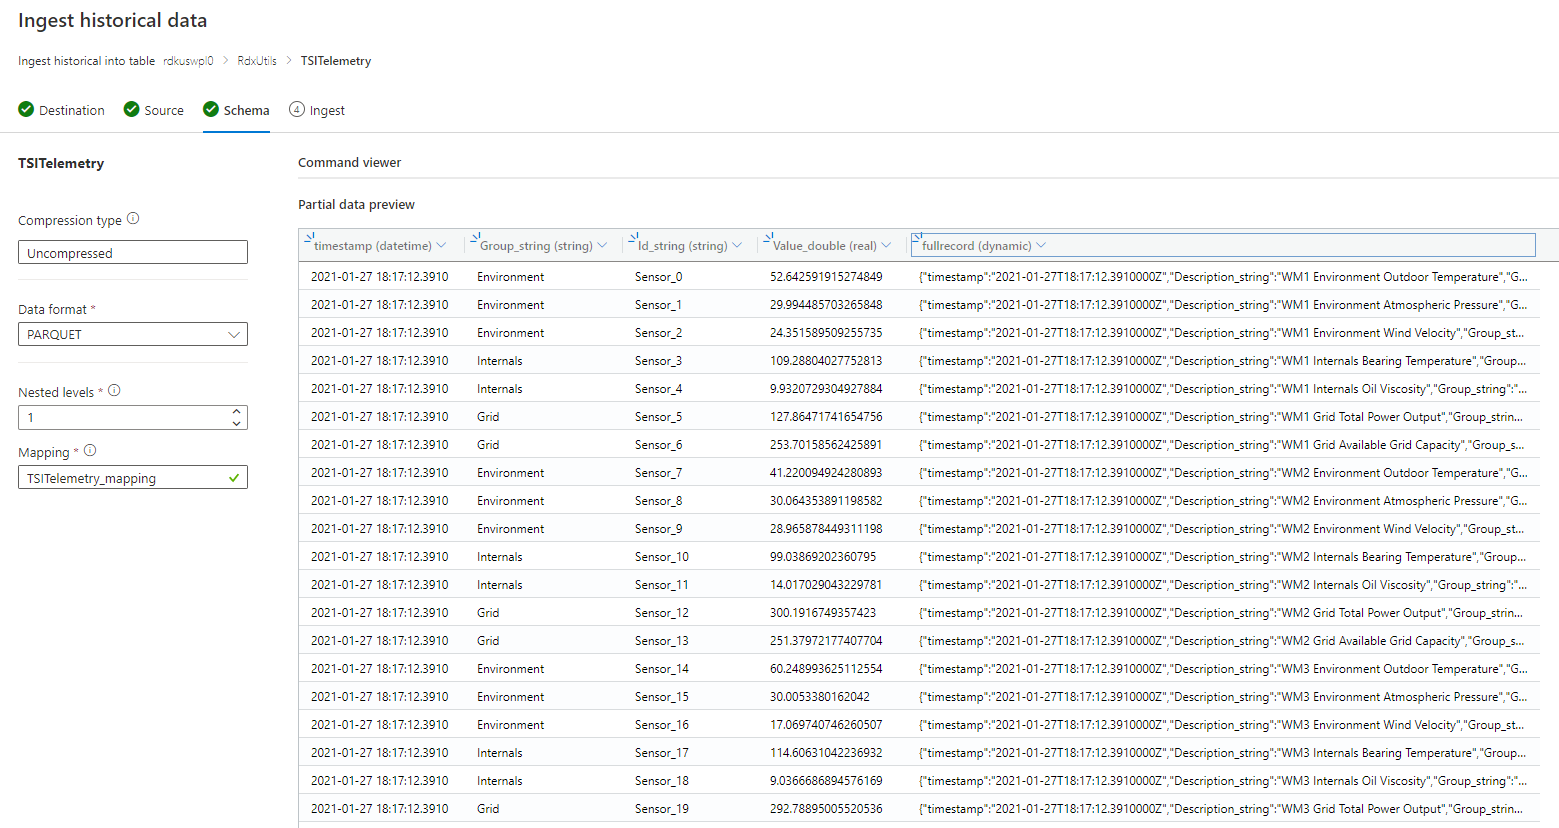 Ingest historical data
Ingest historical into table rdkuswpl0 > RdxUtils > TSITelemetry
Destination Source Schema 4 Ingest
TSITelemetry
Compression type
Uncompressed
Data format *
PARQUET
Nested levels *
1
Mapping *
TSITelemetry_mapping
Command viewer
Partial data preview
timestamp (datetime) Group_string (string) Id_string (string) Value_double (real) fullrecord (dynamic)
2021-01-27 18:17:12.3910 Environment Sensor_0 52.642591915274849 {"timestamp":"2021-01-27T18:17:12.3910000Z","Description_string":"WM1 Environment Outdoor Temperature","G...
2021-01-27 18:17:12.3910 Environment Sensor_1 29.994485703265848 {"timestamp":"2021-01-27T18:17:12.3910000Z","Description_string":"WM1 Environment Atmospheric Pressure","G...
2021-01-27 18:17:12.3910 Environment Sensor_2 24.351589509255735 {"timestamp":"2021-01-27T18:17:12.3910000Z","Description_string":"WM1 Environment Wind Velocity","Group_st...
2021-01-27 18:17:12.3910 Internals Sensor_3 109.28804027752813 {"timestamp":"2021-01-27T18:17:12.3910000Z","Description_string":"WM1 Internals Bearing Temperature","Group...
2021-01-27 18:17:12.3910 Internals Sensor_4 9.9320729304927884 {"timestamp":"2021-01-27T18:17:12.3910000Z","Description_string":"WM1 Internals Oil Viscosity","Group_string":"...
2021-01-27 18:17:12.3910 Grid Sensor_5 127.86471741654756 {"timestamp":"2021-01-27T18:17:12.3910000Z","Description_string":"WM1 Grid Total Power Output","Group_strin...
2021-01-27 18:17:12.3910 Grid Sensor_6 253.70158562425891 {"timestamp":"2021-01-27T18:17:12.3910000Z","Description_string":"WM1 Grid Available Grid Capacity","Group_s...
2021-01-27 18:17:12.3910 Environment Sensor_7 41.220094924280893 {"timestamp":"2021-01-27T18:17:12.3910000Z","Description_string":"WM2 Environment Outdoor Temperature","G...
2021-01-27 18:17:12.3910 Environment Sensor_8 30.064353891198582 {"timestamp":"2021-01-27T18:17:12.3910000Z","Description_string":"WM2 Environment Atmospheric Pressure","G...
2021-01-27 18:17:12.3910 Environment Sensor_9 28.965878449311198 {"timestamp":"2021-01-27T18:17:12.3910000Z","Description_string":"WM2 Environment Wind Velocity","Group_st...
2021-01-27 18:17:12.3910 Internals Sensor_10 99.03869202360795 {"timestamp":"2021-01-27T18:17:12.3910000Z","Description_string":"WM2 Internals Bearing Temperature","Group...
2021-01-27 18:17:12.3910 Internals Sensor_11 14.017029043229781 {"timestamp":"2021-01-27T18:17:12.3910000Z","Description_string":"WM2 Internals Oil Viscosity","Group_string":"...
2021-01-27 18:17:12.3910 Grid Sensor_12 300.1916749357423 {"timestamp":"2021-01-27T18:17:12.3910000Z","Description_string":"WM2 Grid Total Power Output","Group_strin...
2021-01-27 18:17:12.3910 Grid Sensor_13 251.37972177407704 {"timestamp":"2021-01-27T18:17:12.3910000Z","Description_string":"WM2 Grid Available Grid Capacity","Group_s...
2021-01-27 18:17:12.3910 Environment Sensor_14 60.248993625112554 {"timestamp":"2021-01-27T18:17:12.3910000Z","Description_string":"WM3 Environment Outdoor Temperature","G...
2021-01-27 18:17:12.3910 Environment Sensor_15 30.0053380162042 {"timestamp":"2021-01-27T18:17:12.3910000Z","Description_string":"WM3 Environment Atmospheric Pressure","G...
2021-01-27 18:17:12.3910 Environment Sensor_16 17.069740746260507 {"timestamp":"2021-01-27T18:17:12.3910000Z","Description_string":"WM3 Environment Wind Velocity","Group_st...
2021-01-27 18:17:12.3910 Internals Sensor_17 114.60631042236932 {"timestamp":"2021-01-27T18:17:12.3910000Z","Description_string":"WM3 Internals Bearing Temperature","Group...
2021-01-27 18:17:12.3910 Internals Sensor_18 9.0366686894576169 {"timestamp":"2021-01-27T18:17:12.3910000Z","Description_string":"WM3 Internals Oil Viscosity","Group_string":"...
2021-01-27 18:17:12.3910 Grid Sensor_19 292.78895005520536 {"timestamp":"2021-01-27T18:17:12.3910000Z","Description_string":"WM3 Grid Total Power Output","Group_strin...